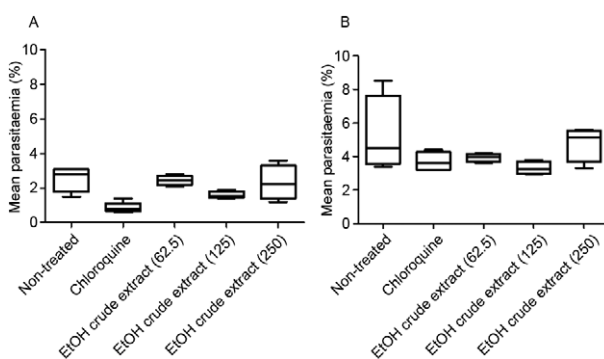 A
Mean parasitaemia (%)
10
8
6
4
2
0
Non-treated
Chloroquine
EtOH crude extract (62.5)
EtOH crude extract (125)
EtOH crude extract (250)
B
Mean parasitaemia (%)
10
8
6
4
2
0
Non-treated
Chloroquine
EtOH crude extract (62.5)
EtOH crude extract (125)
EtOH crude extract (250)